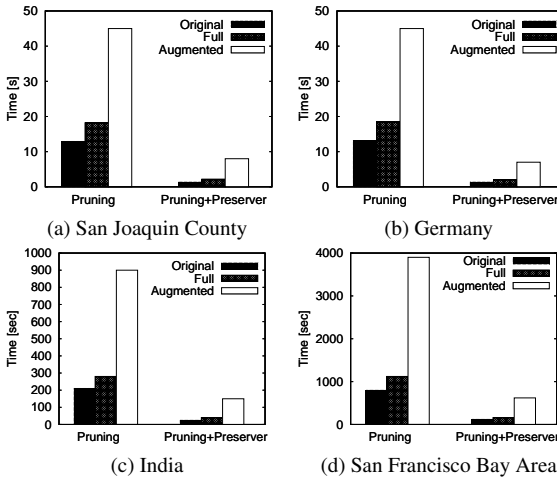 50
40
30
20
10
0
Time [s]
Original
Full
Augmented
Pruning
Pruning+Preserver
(a) San Joaquin County
50
40
30
20
10
0
Time [s]
Original
Full
Augmented
Pruning
Pruning+Preserver
(b) Germany
1000
900
800
700
600
500
400
300
200
100
0
Time [sec]
Original
Full
Augmented
Pruning
Pruning+Preserver
(c) India
4000
3000
2000
1000
0
Time [sec]
Original
Full
Augmented
Pruning
Pruning+Preserver
(d) San Francisco Bay Area